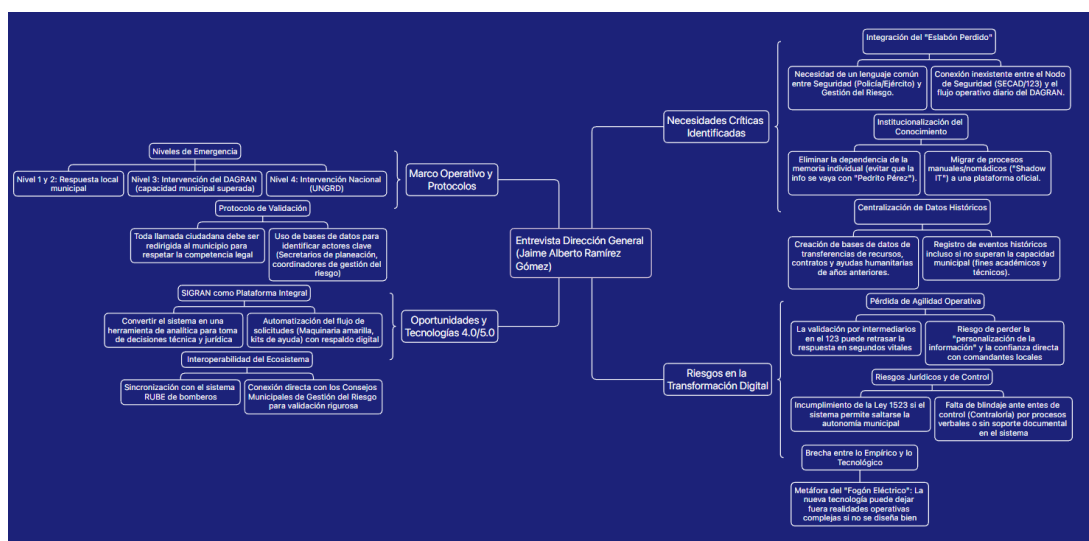 Entrevista Dirección General
(Jaime Alberto Ramírez
Gómez)
Marco Operativo y
Protocolos
Niveles de Emergencia
Nivel 1 y 2: Respuesta local
municipal
Nivel 3: Intervención del DAGRAN
(capacidad municipal superada)
Nivel 4: Intervención Nacional
(UNGRD)
Protocolo de Validación
Toda llamada ciudadana debe ser
redirigida al municipio para
respetar la competencia legal
Uso de bases de datos para
identificar actores clave
(Secretarios de planeación,
coordinadores de gestión del
riesgo)
Oportunidades y
Tecnologías 4.0/5.0
SIGRAN como Plataforma Integral
Convertir el sistema en una
herramienta de analítica para toma
de decisiones técnica y jurídica
Automatización del flujo de
solicitudes (Maquinaria amarilla,
kits de ayuda) con respaldo digital
Interoperabilidad del Ecosistema
Sincronización con el sistema
RUBE de bomberos
Conexión directa con los Consejos
Municipales de Gestión del Riesgo
para validación rigurosa
Necesidades Críticas
Identificadas
Integración del "Eslabón Perdido"
Necesidad de un lenguaje común
entre Seguridad (Policía/Ejército) y
Gestión del Riesgo.
Conexión inexistente entre el Nodo
de Seguridad (SECAD/123) y el
flujo operativo diario del DAGRAN.
Institucionalización del
Conocimiento
Eliminar la dependencia de la
memoria individual (evitar que la
info se vaya con "Pedrito Pérez").
Migrar de procesos
manuales/nomádicos ("Shadow
IT") a una plataforma oficial.
Centralización de Datos Históricos
Creación de bases de datos de
transferencias de recursos,
contratos y ayudas humanitarias
de años anteriores.
Registro de eventos históricos
incluso si no superan la capacidad
municipal (fines académicos y
técnicos).
Riesgos en la
Transformación Digital
Pérdida de Agilidad Operativa
La validación por intermediarios
en el 123 puede retrasar la
respuesta en segundos vitales
Riesgo de perder la
"personalización de la
información" y la confianza directa
con comandantes locales
Riesgos Jurídicos y de Control
Incumplimiento de la Ley 1523 si el
sistema permite saltarse la
autonomía municipal
Falta de blindaje ante entes de
control (Contraloría) por procesos
verbales o sin soporte documental
en el sistema
Brecha entre lo Empírico y lo
Tecnológico
Metáfora del "Fogón Eléctrico": La
nueva tecnología puede dejar
fuera realidades operativas
complejas si no se diseña bien